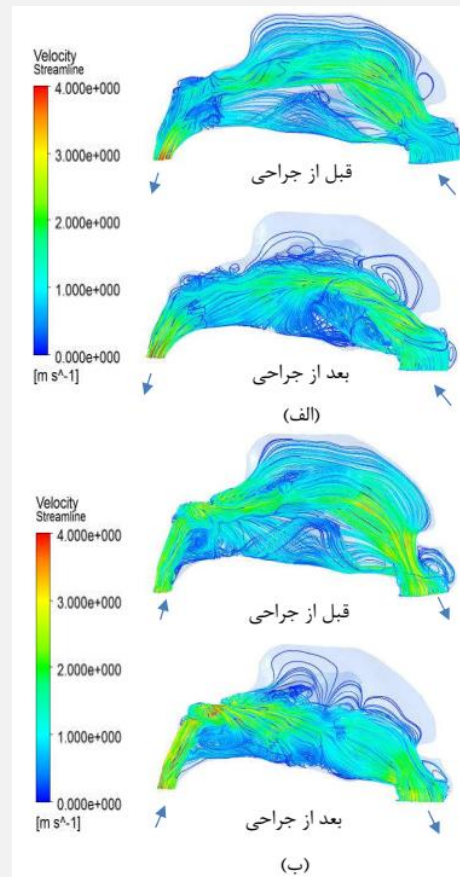 Velocity
Streamline
4.000e+000
3.000e+000
2.000e+000
1.000e+000
0.000e+000
[m s^-1]
قبل از جراحی
بعد از جراحی
(الف)
Velocity
Streamline
4.000e+000
3.000e+000
2.000e+000
1.000e+000
0.000e+000
[m s^-1]
قبل از جراحی
بعد از جراحی
(ب)